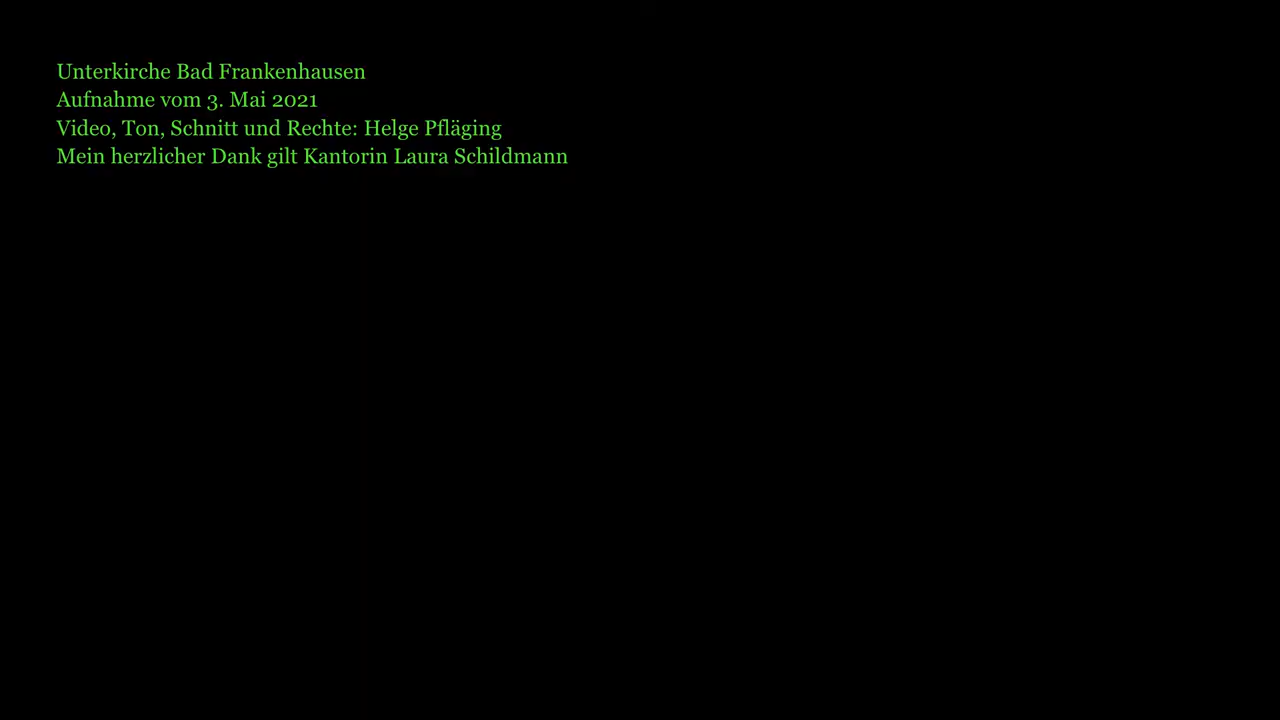 Unterkirche Bad Frankenhausen
Aufnahme vom 3. Mai 2021
Video, Ton, Schnitt und Rechte: Helge Pfläging
Mein herzlicher Dank gilt Kantorin Laura Schildmann